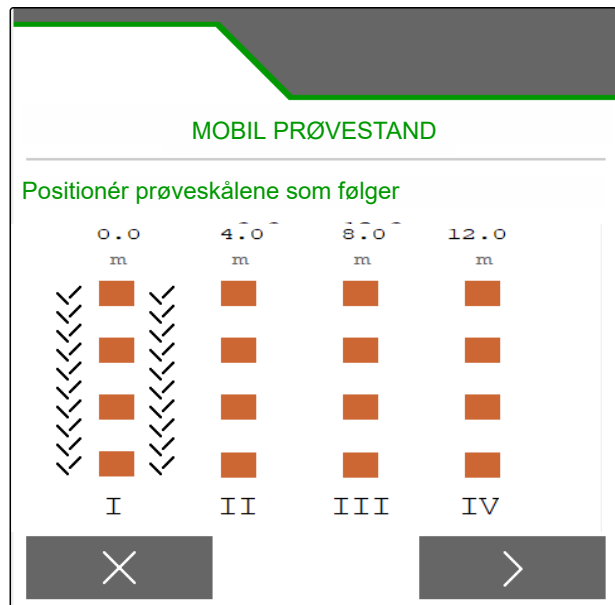 MOBIL PRØVESTAND
Positionér prøveskålene som følger
0.0 4.0 8.0 12.0
m m m m
I II III IV